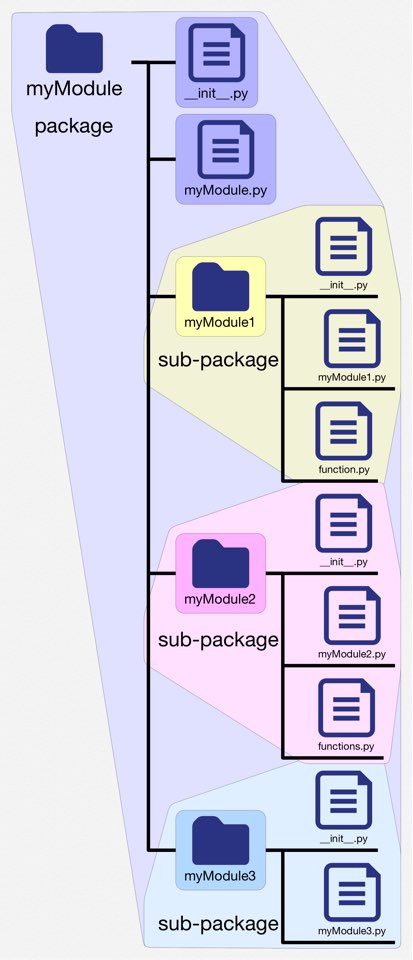 myModule
package
__init__.py
myModule.py
__init__.py
myModule1
sub-package
myModule1.py
function.py
__init__.py
myModule2
sub-package
myModule2.py
functions.py
__init__.py
myModule3
sub-package
myModule3.py